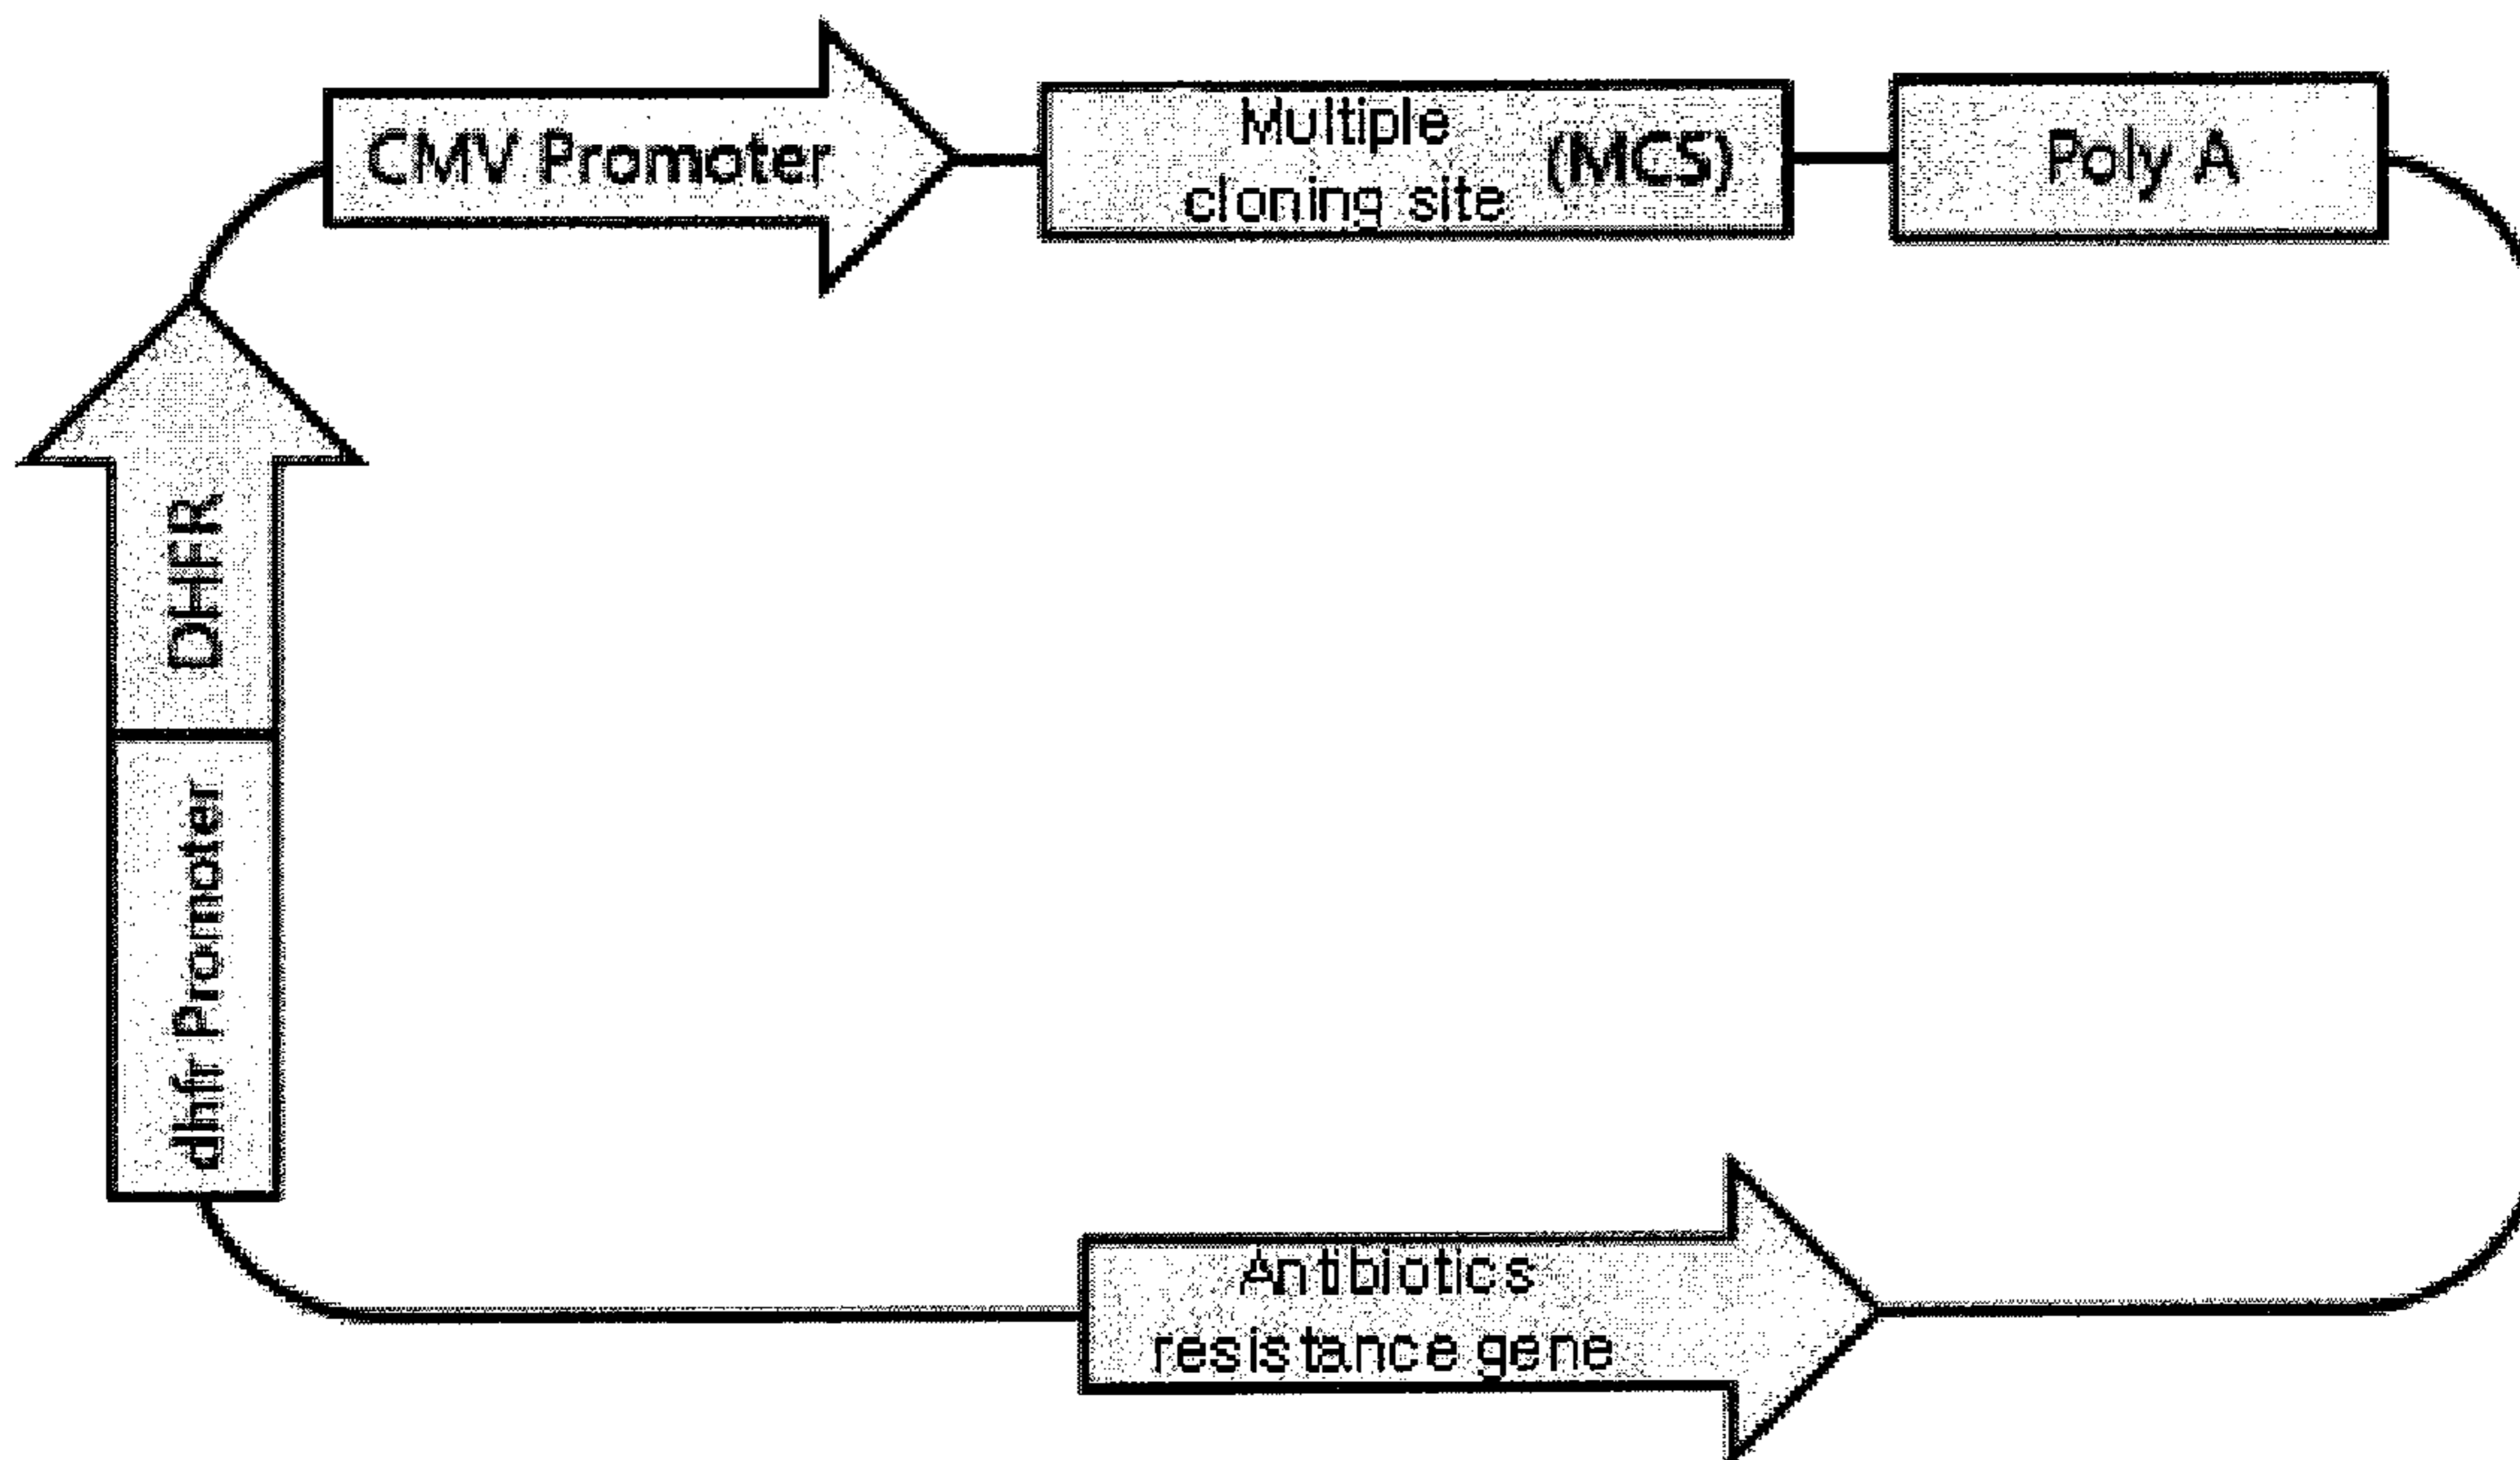 CMV Promoter
Multiple
cloning site
(MCS)
Poly A
DHFR
dhfr Promoter
Antibiotics
resistance gene